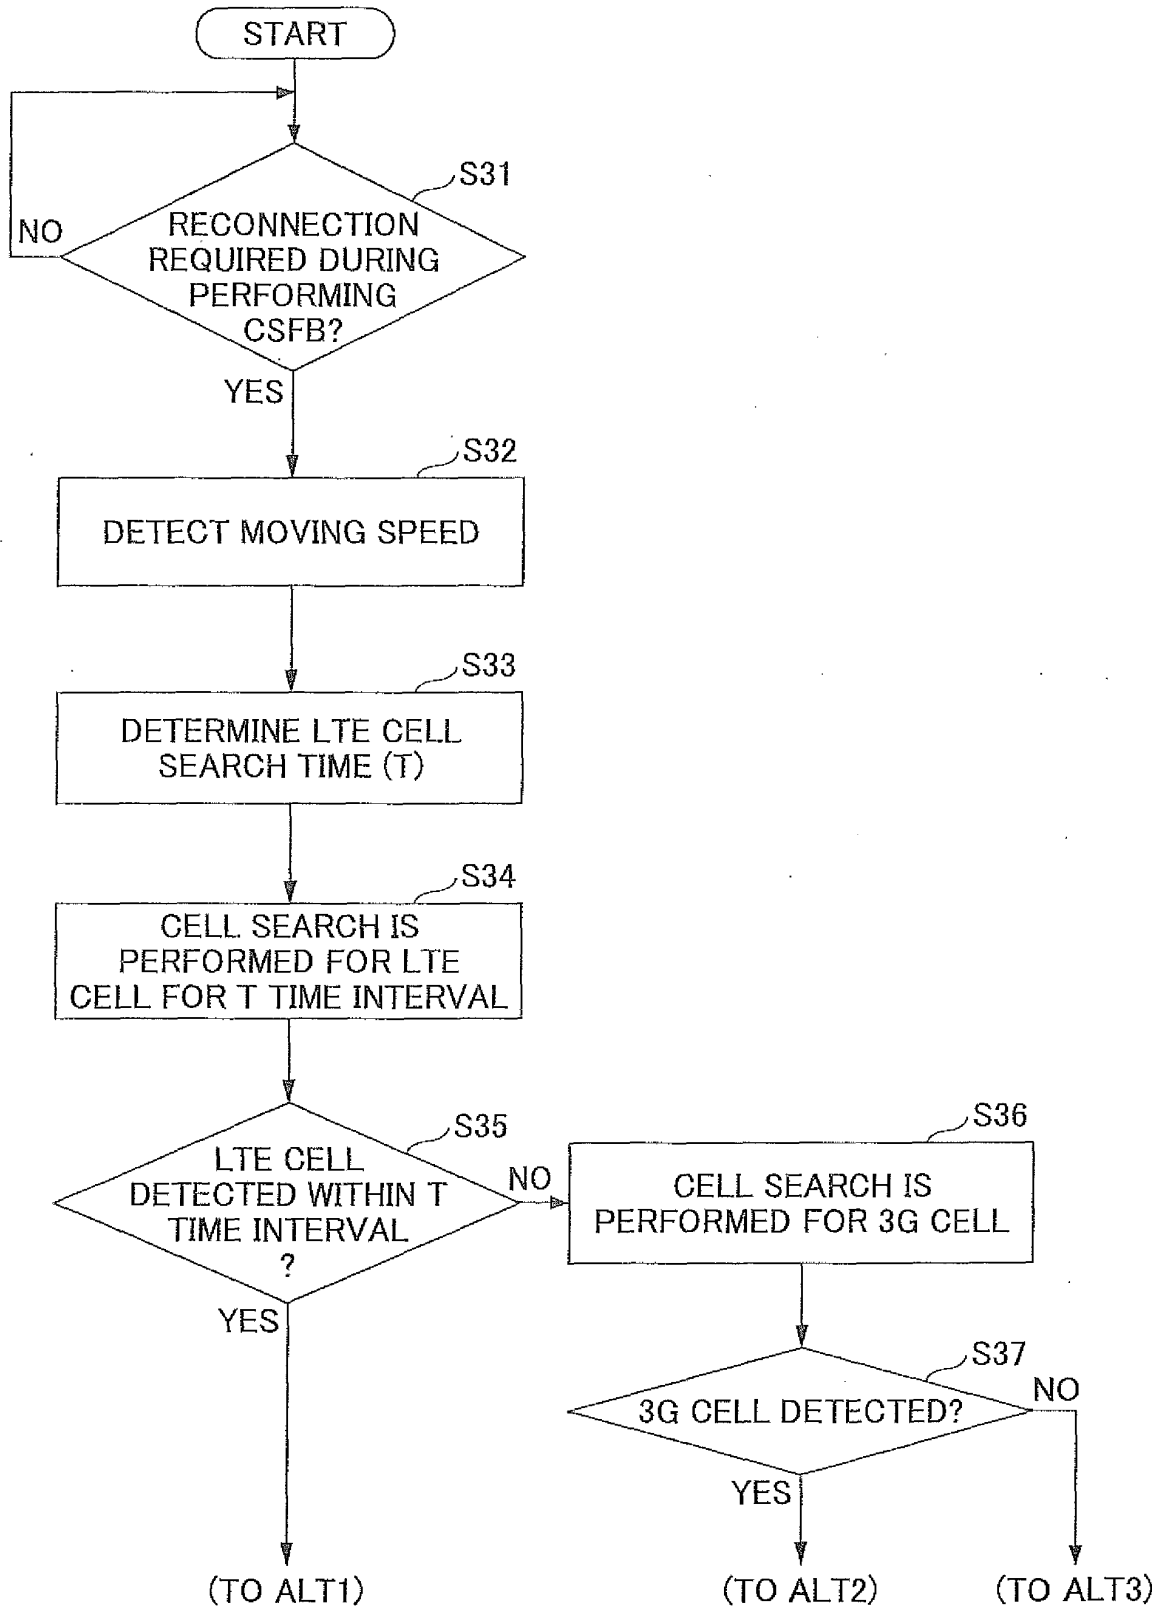 START
S31
NO
RECONNECTION
REQUIRED DURING
PERFORMING
CSFB?
YES
S32
DETECT MOVING SPEED
S33
DETERMINE LTE CELL
SEARCH TIME (T)
S34
CELL SEARCH IS
PERFORMED FOR LTE
CELL FOR T TIME INTERVAL
S35
LTE CELL
DETECTED WITHIN T
TIME INTERVAL
?
NO
YES
S36
CELL SEARCH IS
PERFORMED FOR 3G CELL
S37
3G CELL DETECTED?
NO
YES
(TO ALT1)
(TO ALT2)
(TO ALT3)